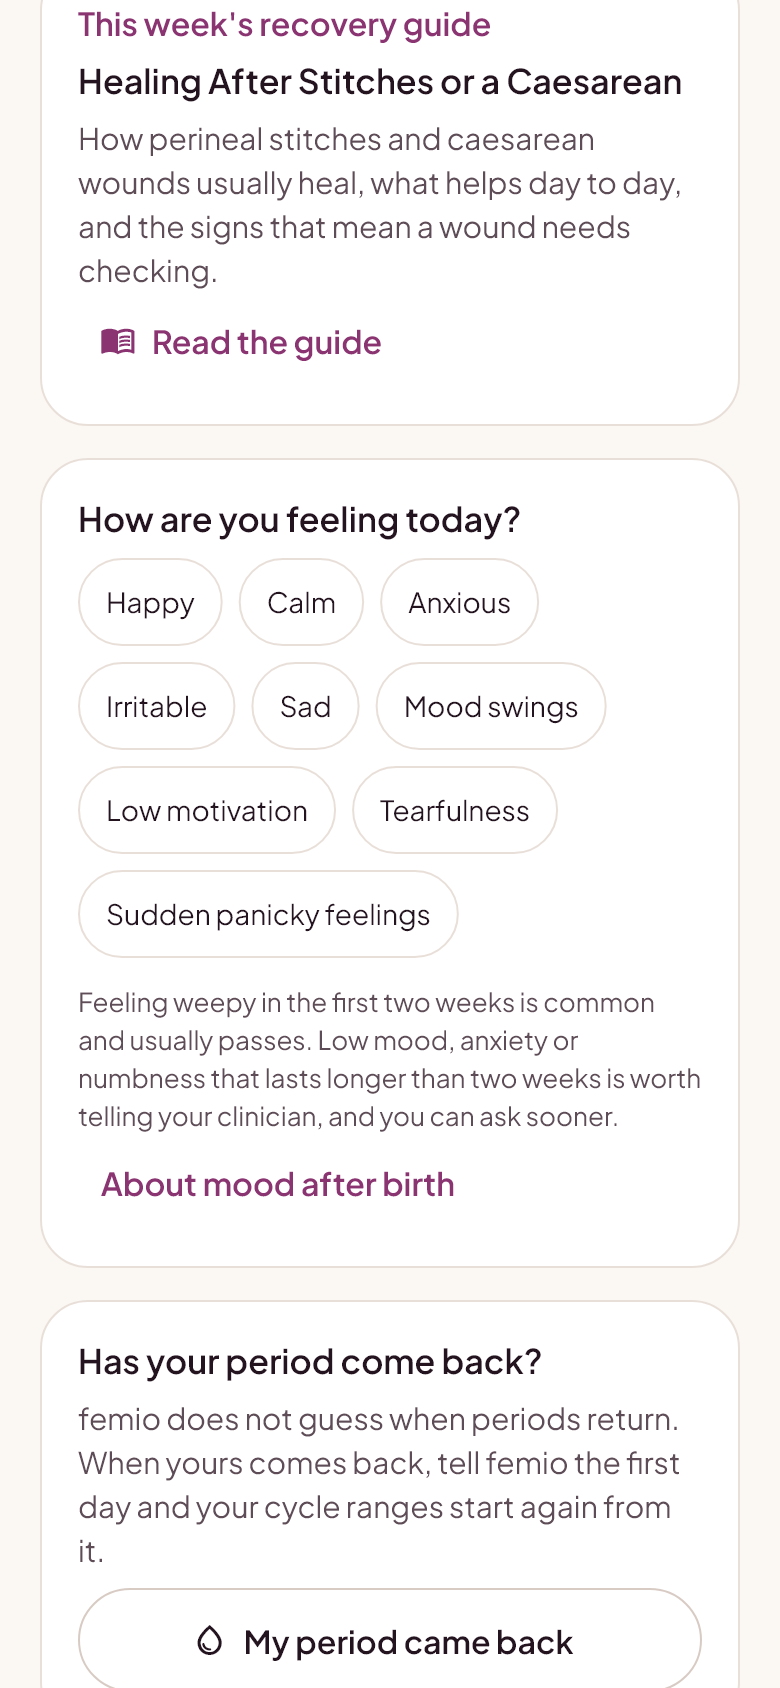 This week's recovery guide
Healing After Stitches or a Caesarean
How perineal stitches and caesarean
wounds usually heal, what helps day to day,
and the signs that mean a wound needs
checking.
Read the guide
How are you feeling today?
Happy
Calm
Anxious
Irritable
Sad
Mood swings
Low motivation
Tearfulness
Sudden panicky feelings
Feeling weepy in the first two weeks is common
and usually passes. Low mood, anxiety or
numbness that lasts longer than two weeks is worth
telling your clinician, and you can ask sooner.
About mood after birth
Has your period come back?
femio does not guess when periods return.
When yours comes back, tell femio the first
day and your cycle ranges start again from
it.
My period came back